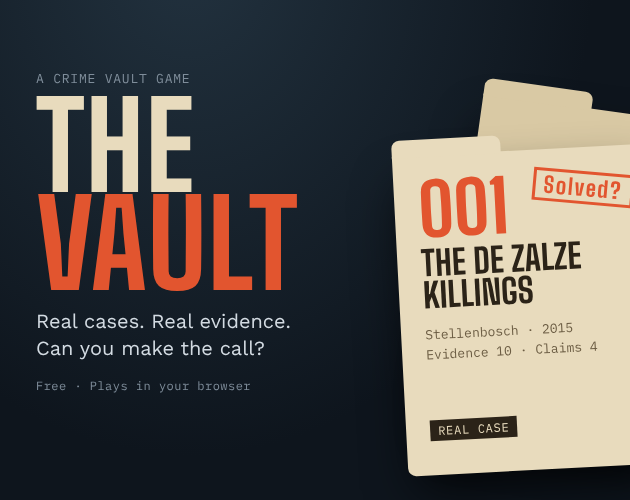 A CRIME VAULT GAME
THE
VAULT
Real cases. Real evidence.
Can you make the call?
Free · Plays in your browser
001
Solved?
THE DE ZALZE
KILLINGS
Stellenbosch · 2015
Evidence 10 · Claims 4
REAL CASE